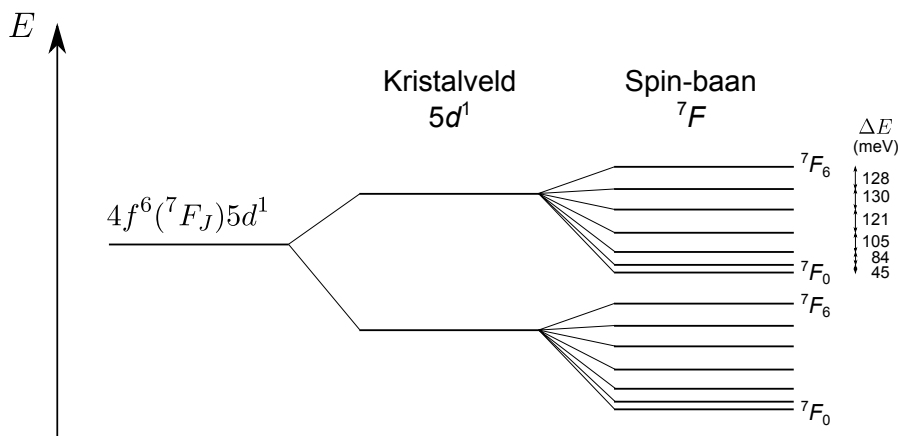 E
Kristalveld
5d¹
Spin-baan
⁷F
ΔE
(meV)
4f⁶(⁷F_J)5d¹
⁷F₆
128
130
121
105
84
⁷F₀
45
⁷F₆
⁷F₀